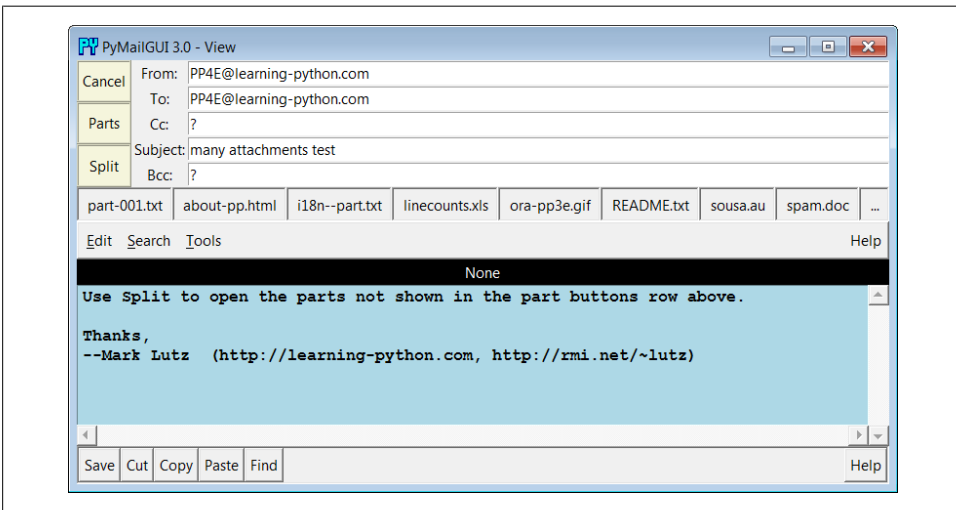 PY PyMailGUI 3.0 - View
Cancel From: PP4E@learning-python.com
To: PP4E@learning-python.com
Parts Cc: ?
Subject: many attachments test
Split Bcc: ?
part-001.txt about-pp.html i18n--part.txt linecounts.xls ora-pp3e.gif README.txt sousa.au spam.doc ...
Edit Search Tools Help
None
Use Split to open the parts not shown in the part buttons row above.
Thanks,
--Mark Lutz (http://learning-python.com, http://rmi.net/~lutz)
Save Cut Copy Paste Find Help